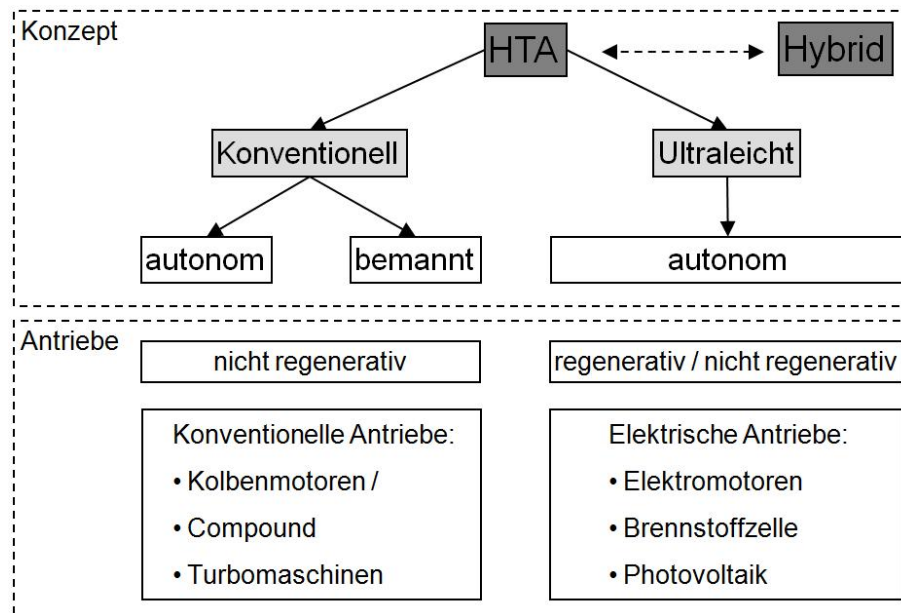 Konzept
HTA
Hybrid
Konventionell
Ultraleicht
autonom
bemannt
autonom
Antriebe
nicht regenerativ
regenerativ / nicht regenerativ
Konventionelle Antriebe:
• Kolbenmotoren /
• Compound
• Turbomaschinen
Elektrische Antriebe:
• Elektromotoren
• Brennstoffzelle
• Photovoltaik